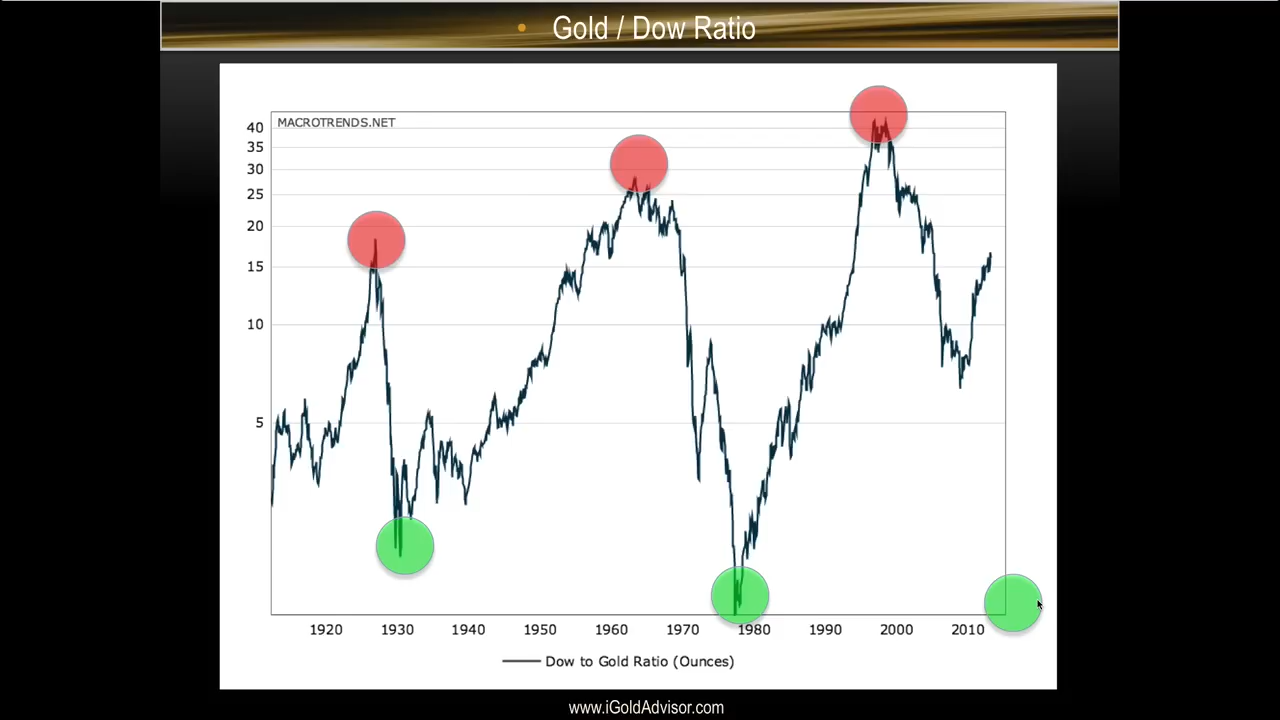 • Gold / Dow Ratio
MACROTRENDS.NET
40
35
30
25
20
15
10
5
1920 1930 1940 1950 1960 1970 1980 1990 2000 2010
Dow to Gold Ratio (Ounces)
www.iGoldAdvisor.com